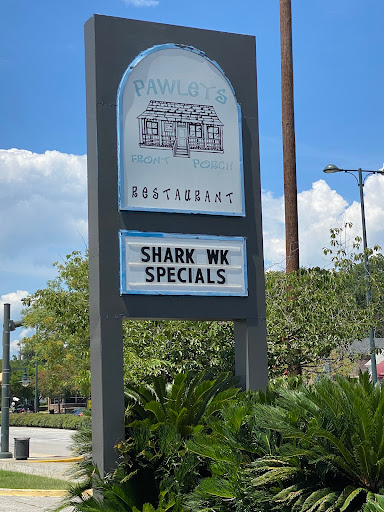 PAWLEYS
FRONT PORCH
RESTAURANT
SHARK WK
SPECIALS